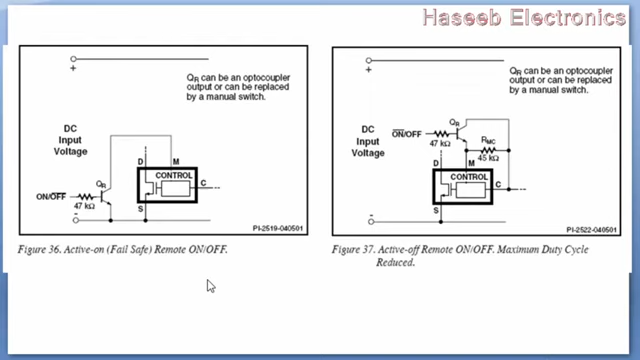 Haseeb Electronics
+
QR can be an optocoupler
output or can be replaced
by a manual switch.
DC
Input
Voltage
D
M
CONTROL
C
S
QR
ON/OFF
47 kΩ
-
PI-2519-040501
Figure 36. Active-on (Fail Safe) Remote ON/OFF.
+
QR can be an optocoupler
output or can be replaced
by a manual switch.
DC
Input
Voltage
QR
ON/OFF
47 kΩ
RMC
45 kΩ
D
M
CONTROL
C
S
-
PI-2522-040501
Figure 37. Active-off Remote ON/OFF. Maximum Duty Cycle
Reduced.